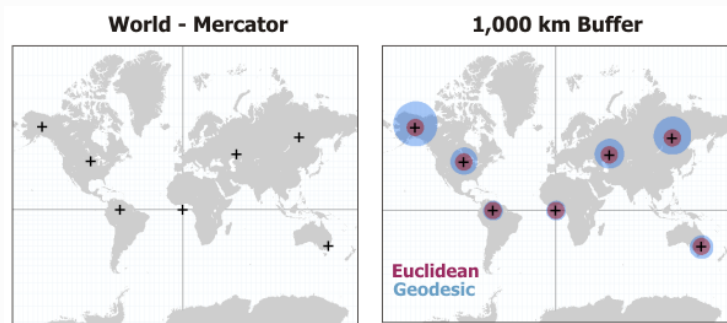 World - Mercator
1,000 km Buffer
Euclidean
Geodesic